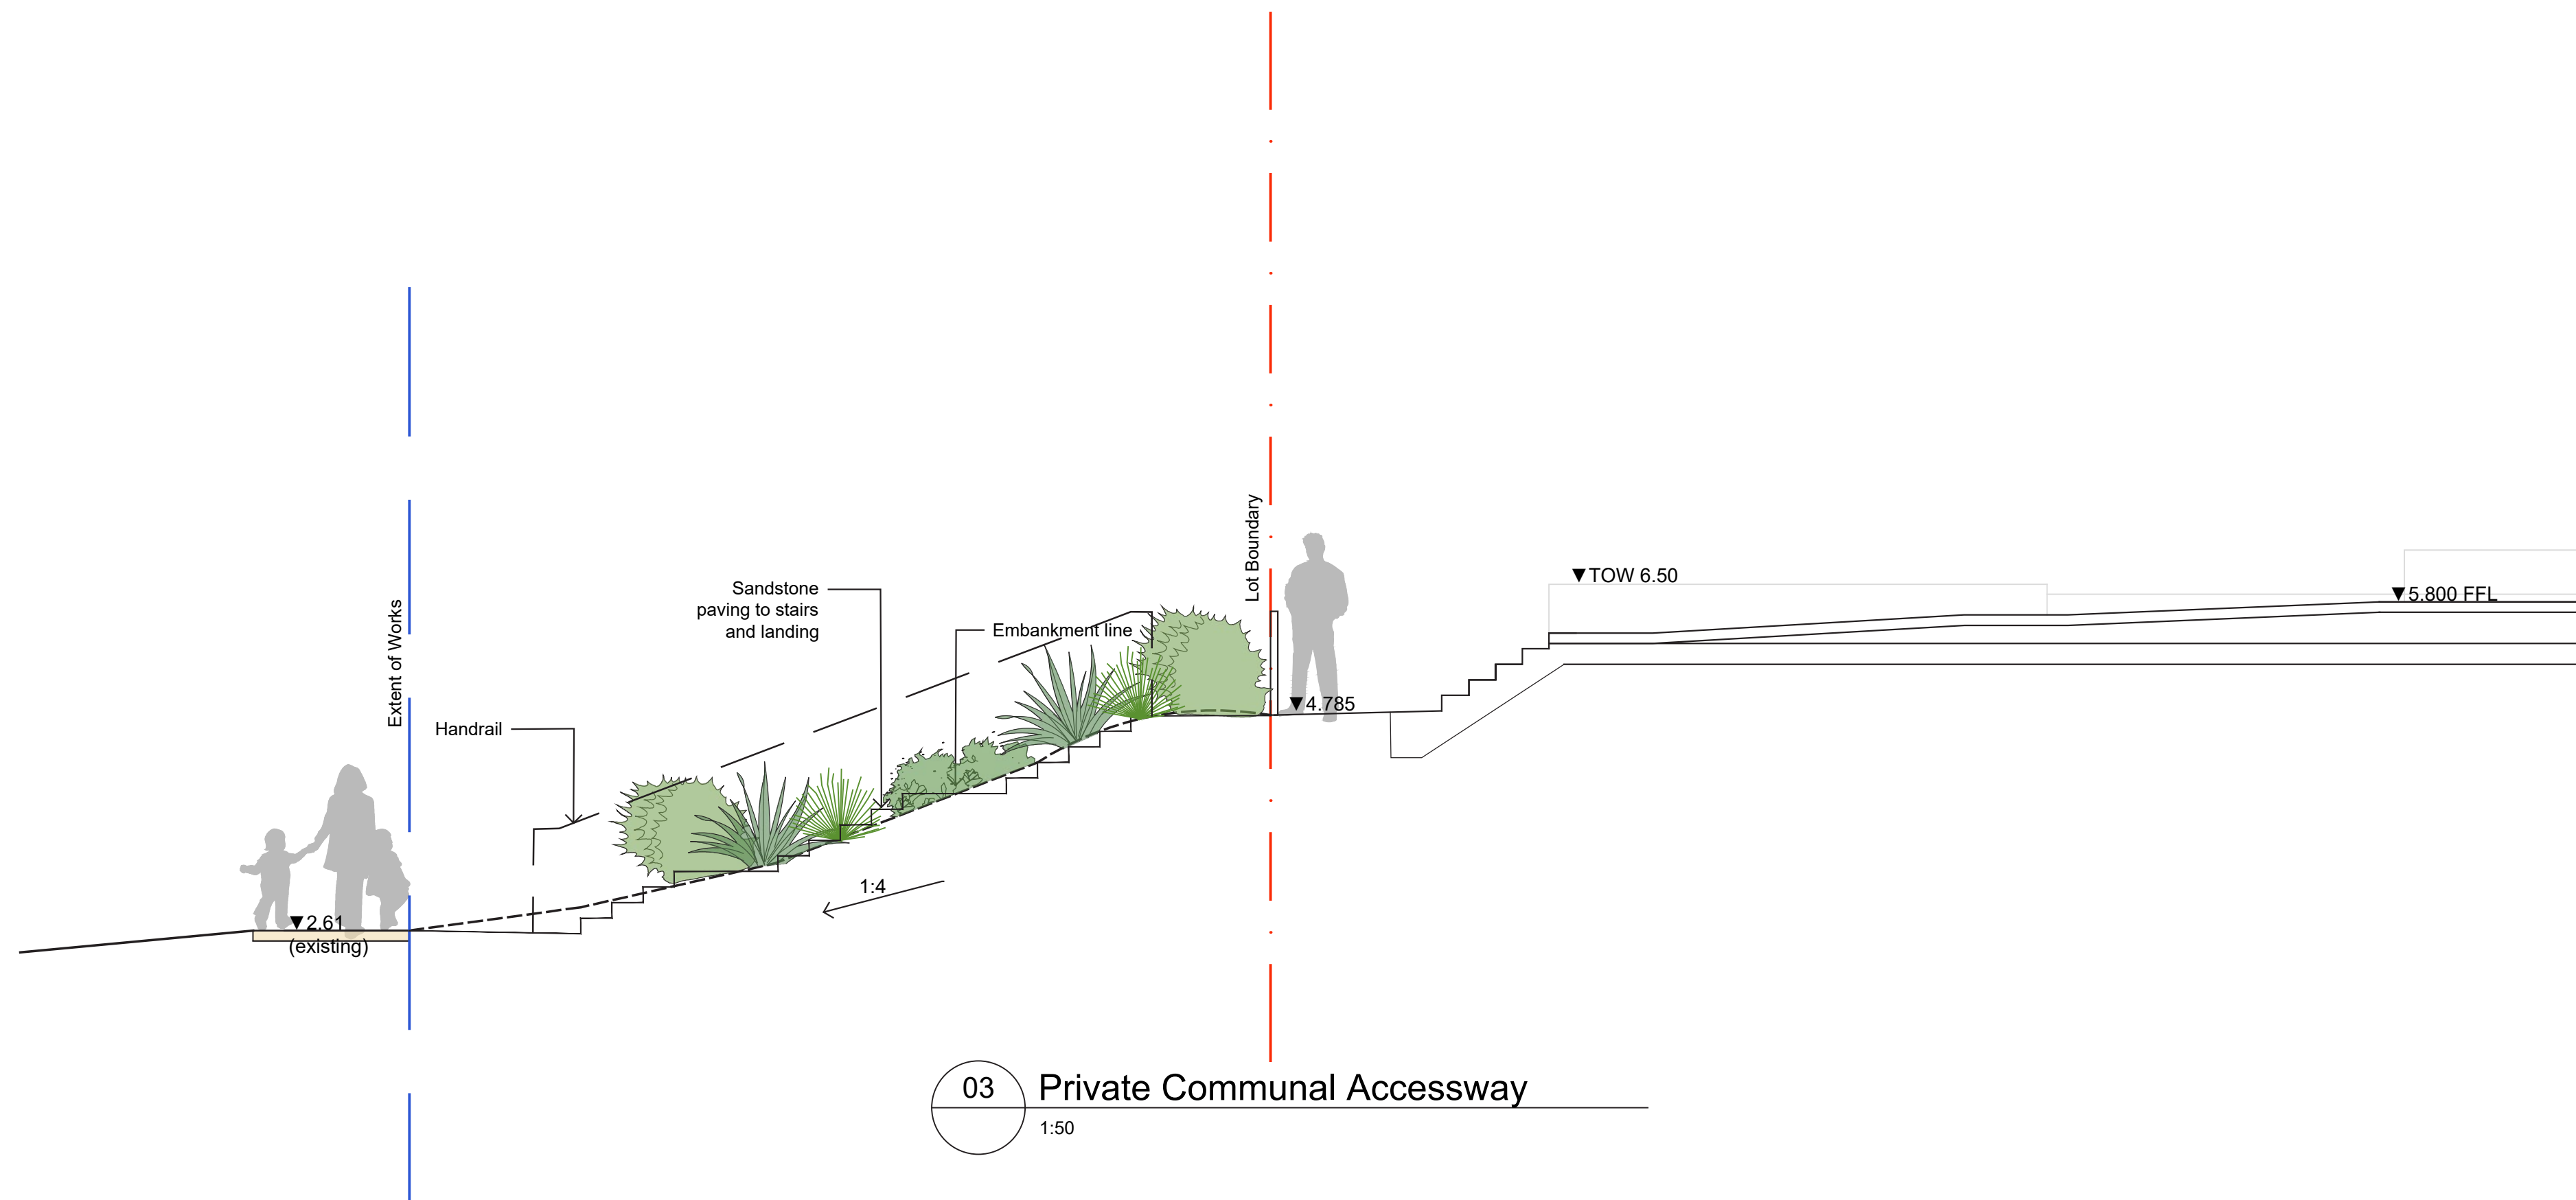 Extent of Works
Lot Boundary
Sandstone
paving to stairs
and landing
Embankment line
Handrail
▼TOW 6.50
▼5.800 FFL
▼4.785
1:4
▼2.61
(existing)
03 Private Communal Accessway
1:50